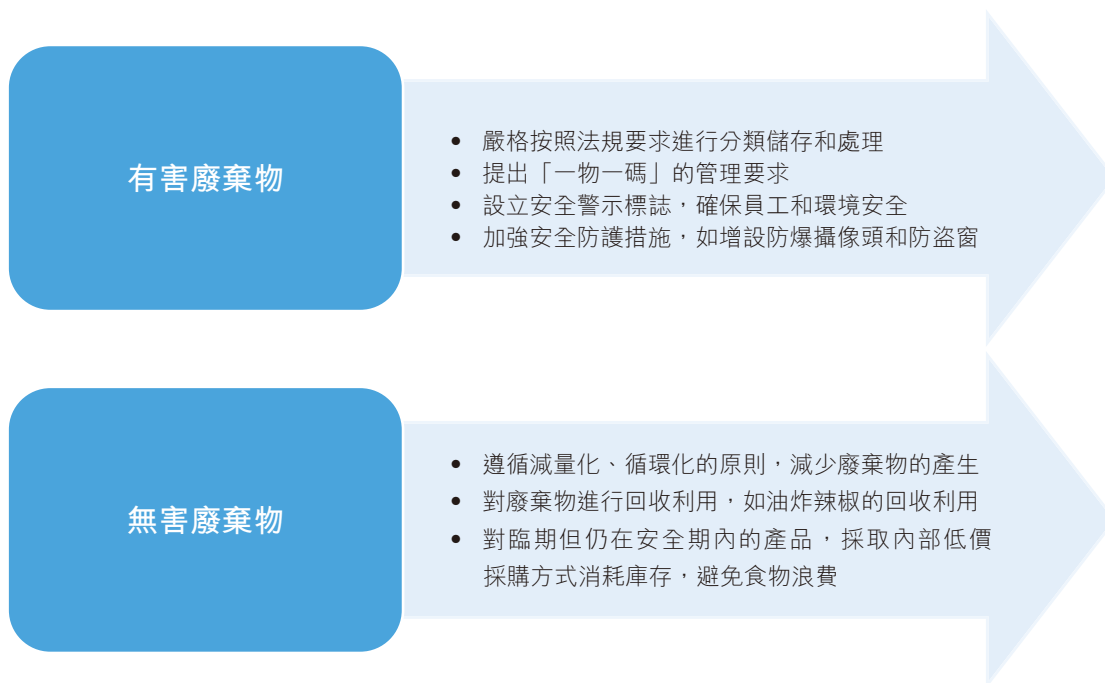 有害廢棄物
• 嚴格按照法規要求進行分類儲存和處理
• 提出「一物一碼」的管理要求
• 設立安全警示標誌，確保員工和環境安全
• 加強安全防護措施，如增設防爆攝像頭和防盜窗
無害廢棄物
• 遵循減量化、循環化的原則，減少廢棄物的產生
• 對廢棄物進行回收利用，如油炸辣椒的回收利用
• 對臨期但仍在安全期內的產品，採取內部低價
採購方式消耗庫存，避免食物浪費